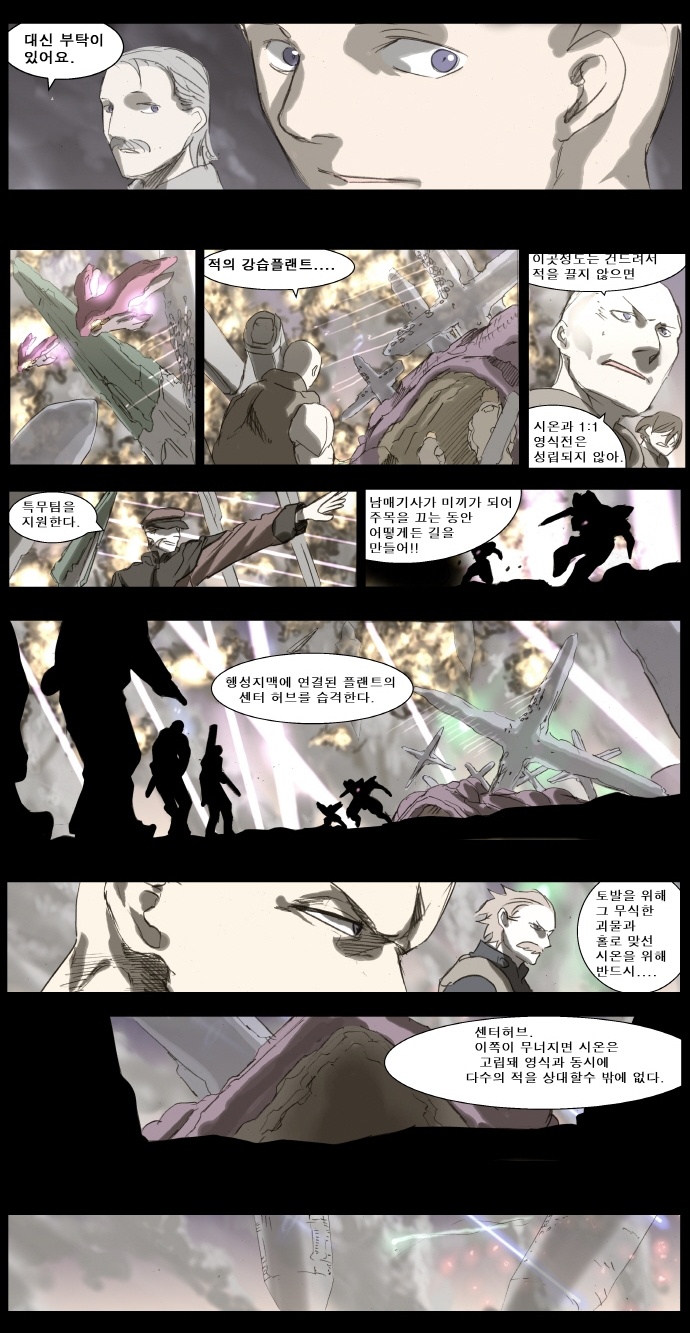 대신 부탁이
있어요.
적의 강습플랜트....
이곳정도는 건드려서
적을 끌지 않으면
시온과 1:1
영식전은
성립되지 않아.
특무팀을
지원한다.
남매기사가 미끼가 되어
주목을 끄는 동안
어떻게든 길을
만들어!!
행성지맥에 연결된 플랜트의
센터 허브를 습격한다.
토발을 위해
그 무식한
괴물과
홀로 맞선
시온을 위해
반드시....
센터허브.
이쪽이 무너지면 시온은
고립돼 영식과 동시에
다수의 적을 상대할수 밖에 없다.